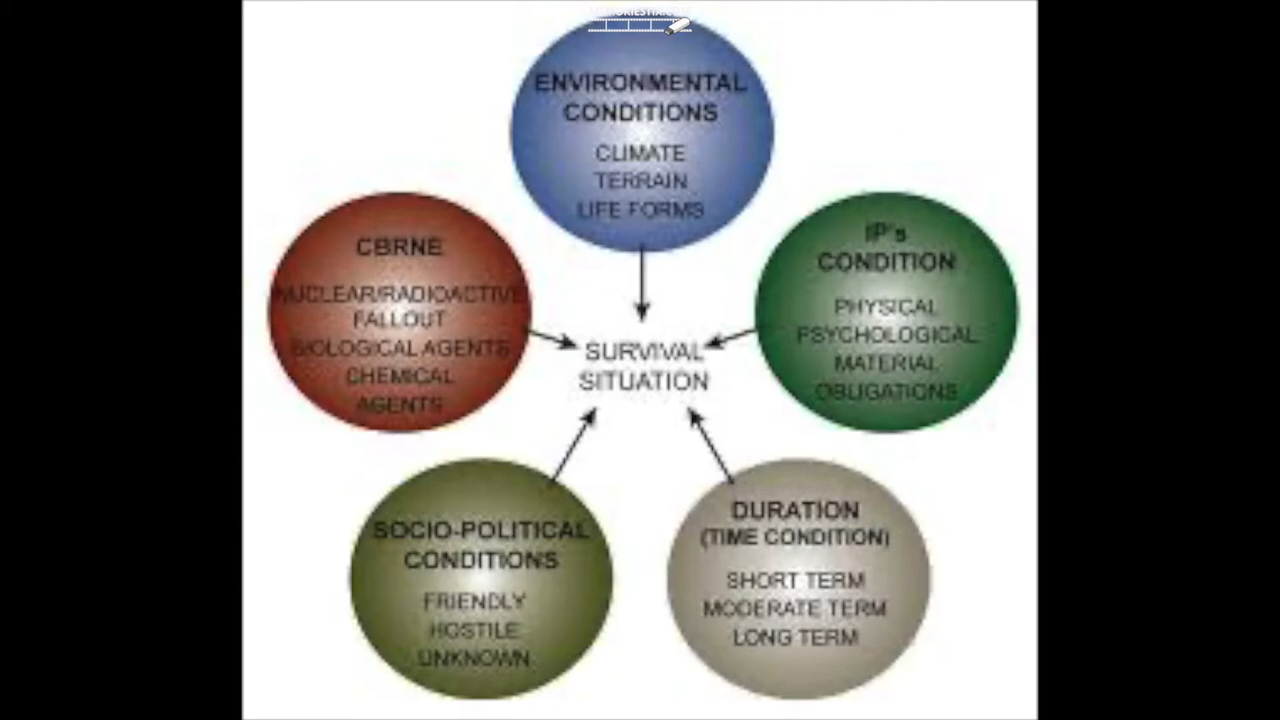 ENVIRONMENTAL
CONDITIONS
CLIMATE
TERRAIN
LIFE FORMS
CBRNE
NUCLEAR/RADIOACTIVE
FALLOUT
BIOLOGICAL AGENTS
CHEMICAL
AGENTS
IP's
CONDITION
PHYSICAL
PSYCHOLOGICAL
MATERIAL
OBLIGATIONS
SURVIVAL
SITUATION
SOCIO-POLITICAL
CONDITIONS
FRIENDLY
HOSTILE
UNKNOWN
DURATION
(TIME CONDITION)
SHORT TERM
MODERATE TERM
LONG TERM